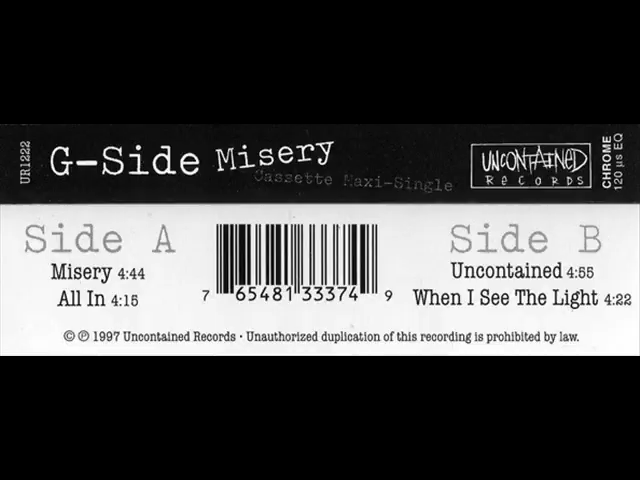 UR1222
G-Side Misery
Cassette Maxi-Single
UNCONTAINED
RECORDS
CHROME
120 µs EQ
Side A
Misery 4:44
All In 4:15
7 65481 33374 9
Side B
Uncontained 4:55
When I See The Light 4:22
© ℗ 1997 Uncontained Records · Unauthorized duplication of this recording is prohibited by law.